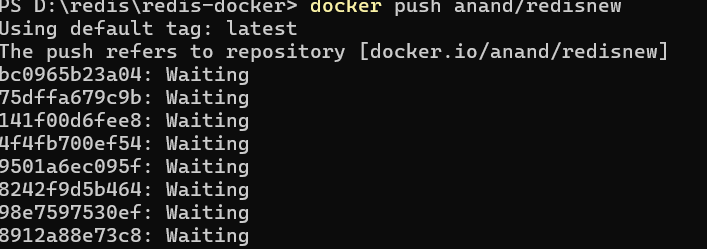 PS D:\redis\redis-docker> docker push anand/redisnew
Using default tag: latest
The push refers to repository [docker.io/anand/redisnew]
bc0965b23a04: Waiting
75dffa679c9b: Waiting
141f00d6fee8: Waiting
4f4fb700ef54: Waiting
9501a6ec095f: Waiting
8242f9d5b464: Waiting
98e7597530ef: Waiting
8912a88e73c8: Waiting